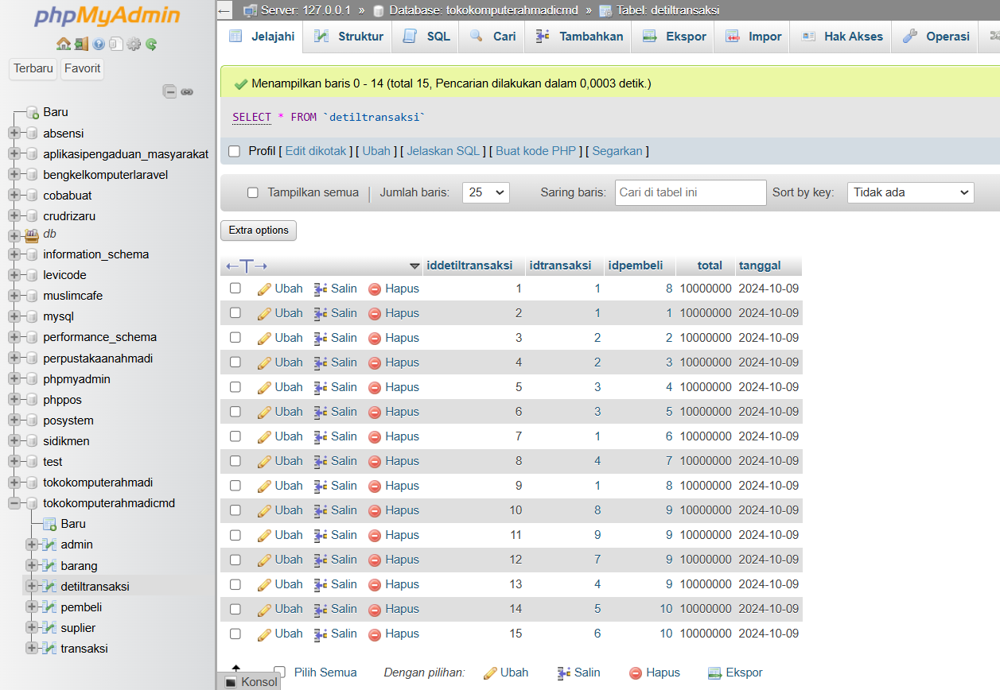 phpMyAdmin
Terbaru Favorit
Baru
absensi
aplikasipengaduan_masyarakat
bengkelkomputerlaravel
cobabuat
crudrizaru
db
information_schema
levicode
muslimcafe
mysql
performance_schema
perpustakaanahmadi
phpmyadmin
phppos
posystem
sidikmen
test
tokokomputerahmadi
tokokomputerahmadicmd
Baru
admin
barang
detiltransaksi
pembeli
suplier
transaksi
Server: 127.0.0.1 » Database: tokokomputerahmadicmd » Tabel: detiltransaksi
Jelajahi Struktur SQL Cari Tambahkan Ekspor Impor Hak Akses Operasi
Menampilkan baris 0 - 14 (total 15, Pencarian dilakukan dalam 0,0003 detik.)
SELECT * FROM `detiltransaksi`
Profil [ Edit dikotak ] [ Ubah ] [ Jelaskan SQL ] [ Buat kode PHP ] [ Segarkan ]
Tampilkan semua | Jumlah baris: 25 Saring baris: Cari di tabel ini Sort by key: Tidak ada
Extra options
←T→ iddetiltransaksi idtransaksi idpembeli total tanggal
Ubah Salin Hapus 1 1 8 10000000 2024-10-09
Ubah Salin Hapus 2 1 1 10000000 2024-10-09
Ubah Salin Hapus 3 2 2 10000000 2024-10-09
Ubah Salin Hapus 4 2 3 10000000 2024-10-09
Ubah Salin Hapus 5 3 4 10000000 2024-10-09
Ubah Salin Hapus 6 3 5 10000000 2024-10-09
Ubah Salin Hapus 7 1 6 10000000 2024-10-09
Ubah Salin Hapus 8 4 7 10000000 2024-10-09
Ubah Salin Hapus 9 1 8 10000000 2024-10-09
Ubah Salin Hapus 10 8 9 10000000 2024-10-09
Ubah Salin Hapus 11 9 9 10000000 2024-10-09
Ubah Salin Hapus 12 7 9 10000000 2024-10-09
Ubah Salin Hapus 13 4 9 10000000 2024-10-09
Ubah Salin Hapus 14 5 10 10000000 2024-10-09
Ubah Salin Hapus 15 6 10 10000000 2024-10-09
Pilih Semua Dengan pilihan: Ubah Salin Hapus Ekspor
Konsol